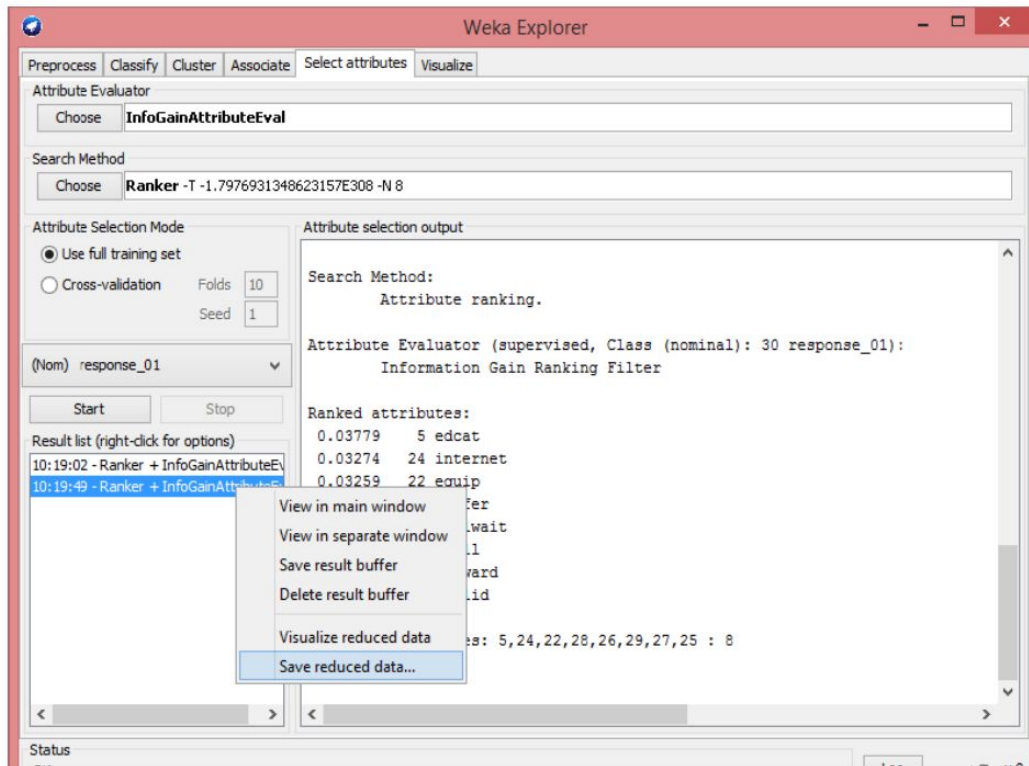 Weka Explorer
Preprocess Classify Cluster Associate Select attributes Visualize
Attribute Evaluator
Choose InfoGainAttributeEval
Search Method
Choose Ranker -T -1.7976931348623157E308 -N 8
Attribute Selection Mode
Use full training set
Cross-validation Folds 10
Seed 1
(Nom) response_01
Start Stop
Result list (right-click for options)
10:19:02 - Ranker + InfoGainAttributeEv
10:19:49 - Ranker + InfoGainAttributeEv
View in main window
View in separate window
Save result buffer
Delete result buffer
Visualize reduced data
Save reduced data...
Attribute selection output
Search Method:
Attribute ranking.
Attribute Evaluator (supervised, Class (nominal): 30 response_01):
Information Gain Ranking Filter
Ranked attributes:
0.03779 5 edcat
0.03274 24 internet
0.03259 22 equip
fer
wait
ll
ward
lid
es: 5,24,22,28,26,29,27,25 : 8
Status